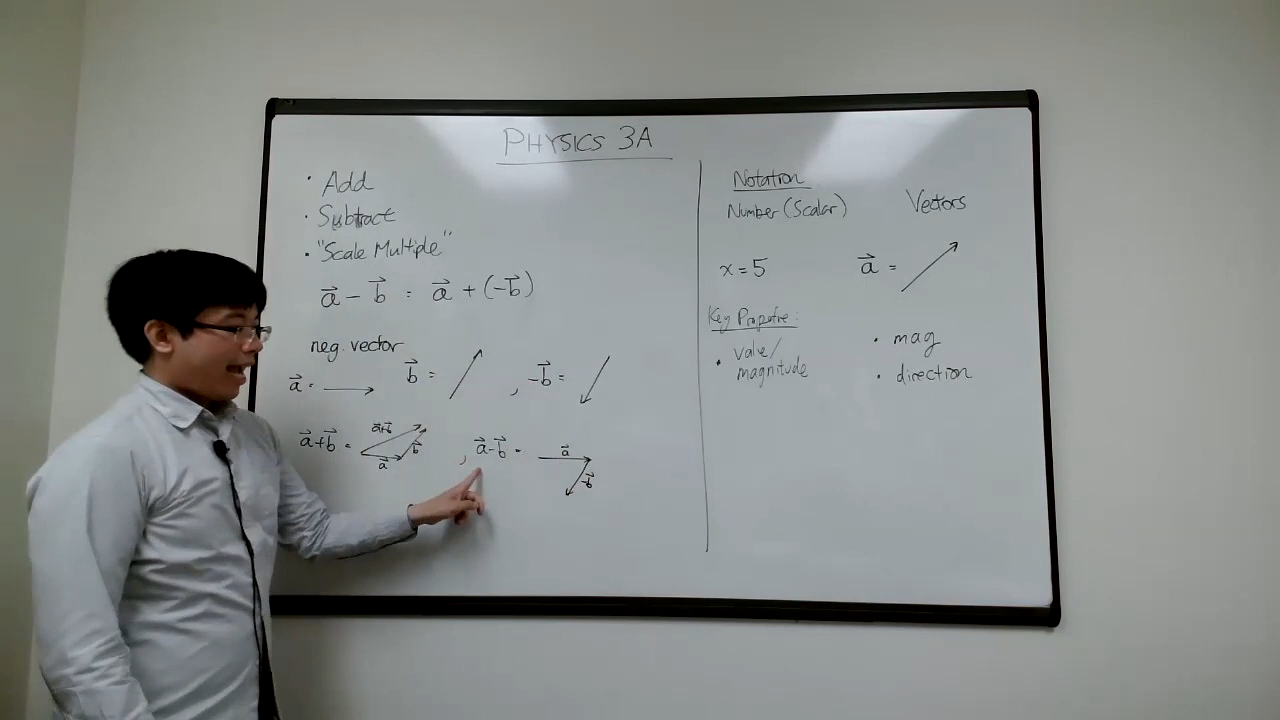 PHYSICS 3A
• Add
• Subtract
• "Scale Multiple"
a⃗ - b⃗ = a⃗ + (-b⃗)
neg. vector
a⃗ = b⃗ = , -b⃗ =
a⃗+b⃗ = a⃗+b⃗ a⃗ b⃗ , a⃗-b⃗ = a⃗ -b⃗
Notation
Number (Scalar) Vectors
x = 5 a⃗ =
Key Propertie:
• value/
magnitude
• mag
• direction